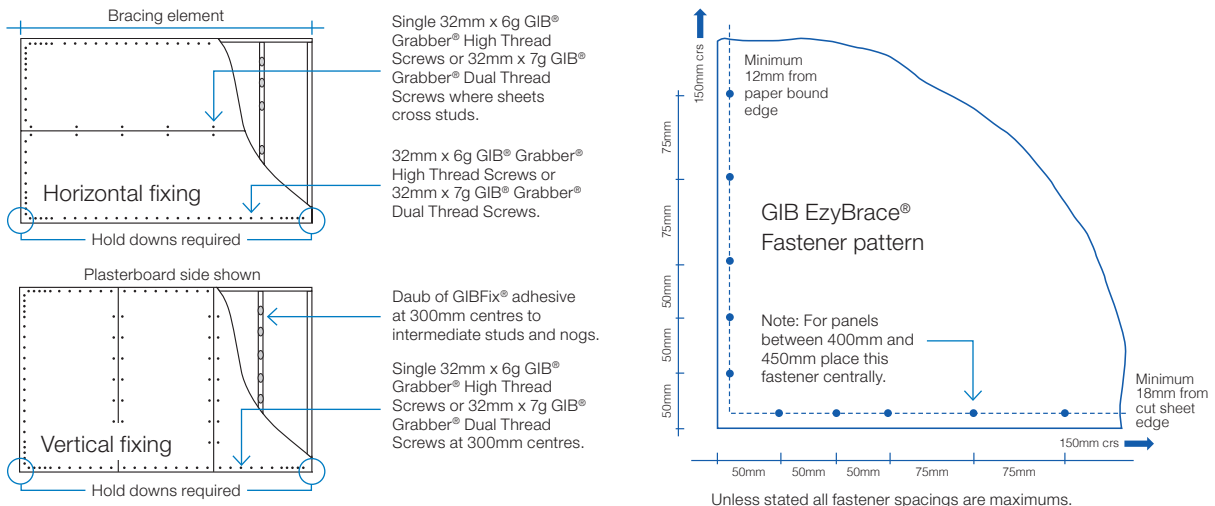 Bracing element
Single 32mm x 6g GIB®
Grabber® High Thread
Screws or 32mm x 7g GIB®
Grabber® Dual Thread
Screws where sheets
cross studs.
32mm x 6g GIB® Grabber®
High Thread Screws or
32mm x 7g GIB® Grabber®
Dual Thread Screws.
Horizontal fixing
Hold downs required
Plasterboard side shown
Daub of GIBFix® adhesive
at 300mm centres to
intermediate studs and nogs.
Single 32mm x 6g GIB®
Grabber® High Thread
Screws or 32mm x 7g GIB®
Grabber® Dual Thread
Screws at 300mm centres.
Vertical fixing
Hold downs required
150mm crs
Minimum
12mm from
paper bound
edge
75mm
75mm
50mm
50mm
50mm
GIB EzyBrace®
Fastener pattern
Note: For panels
between 400mm and
450mm place this
fastener centrally.
Minimum
18mm from
cut sheet
edge
150mm crs
50mm
50mm
50mm
75mm
75mm
Unless stated all fastener spacings are maximums.